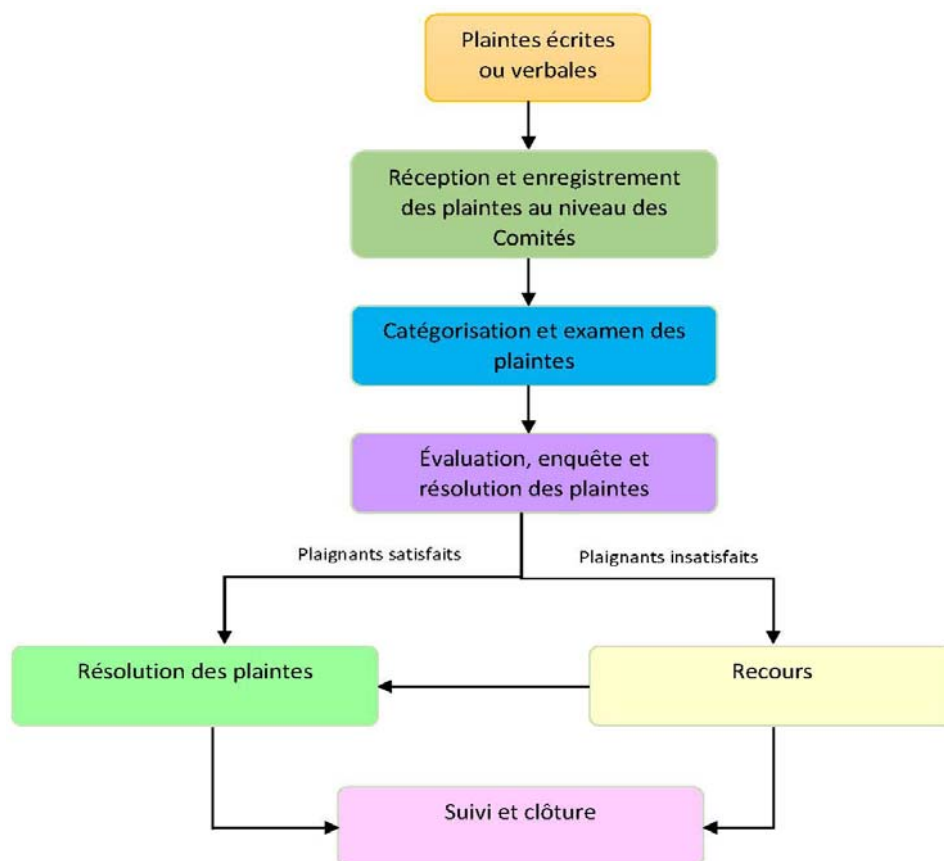 Plaintes écrites
ou verbales
Réception et enregistrement
des plaintes au niveau des
Comités
Catégorisation et examen des
plaintes
Évaluation, enquête et
résolution des plaintes
Plaignants satisfaits
Plaignants insatisfaits
Résolution des plaintes
Recours
Suivi et clôture